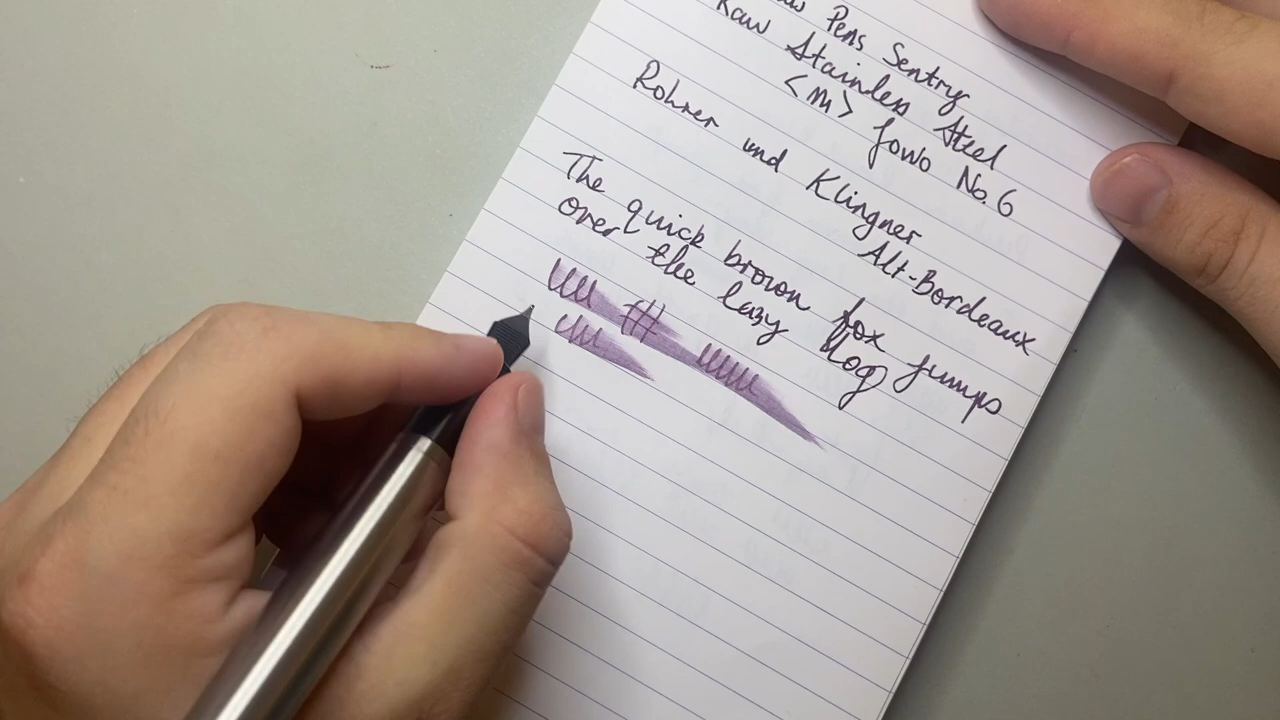 Pens Sentry
Raw Stainless Steel
<M> Jowo No.6
Rohrer und Klingner
Alt-Bordeaux
The quick brown fox jumps
over the lazy dog